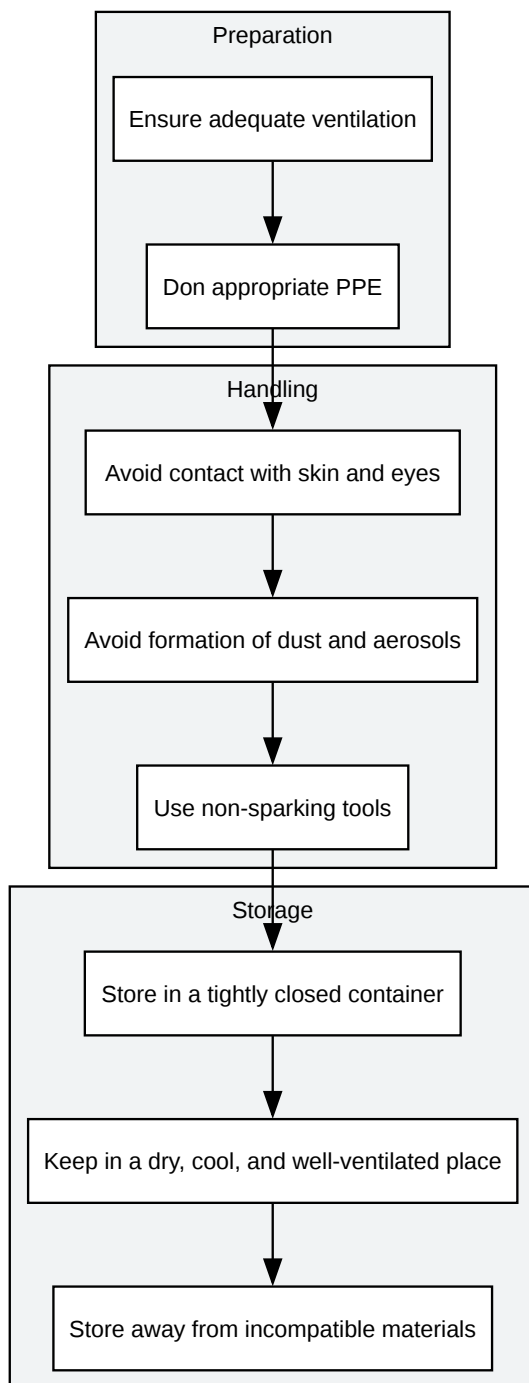 Preparation
Ensure adequate ventilation
Don appropriate PPE
Handling
Avoid contact with skin and eyes
Avoid formation of dust and aerosols
Use non-sparking tools
Storage
Store in a tightly closed container
Keep in a dry, cool, and well-ventilated place
Store away from incompatible materials